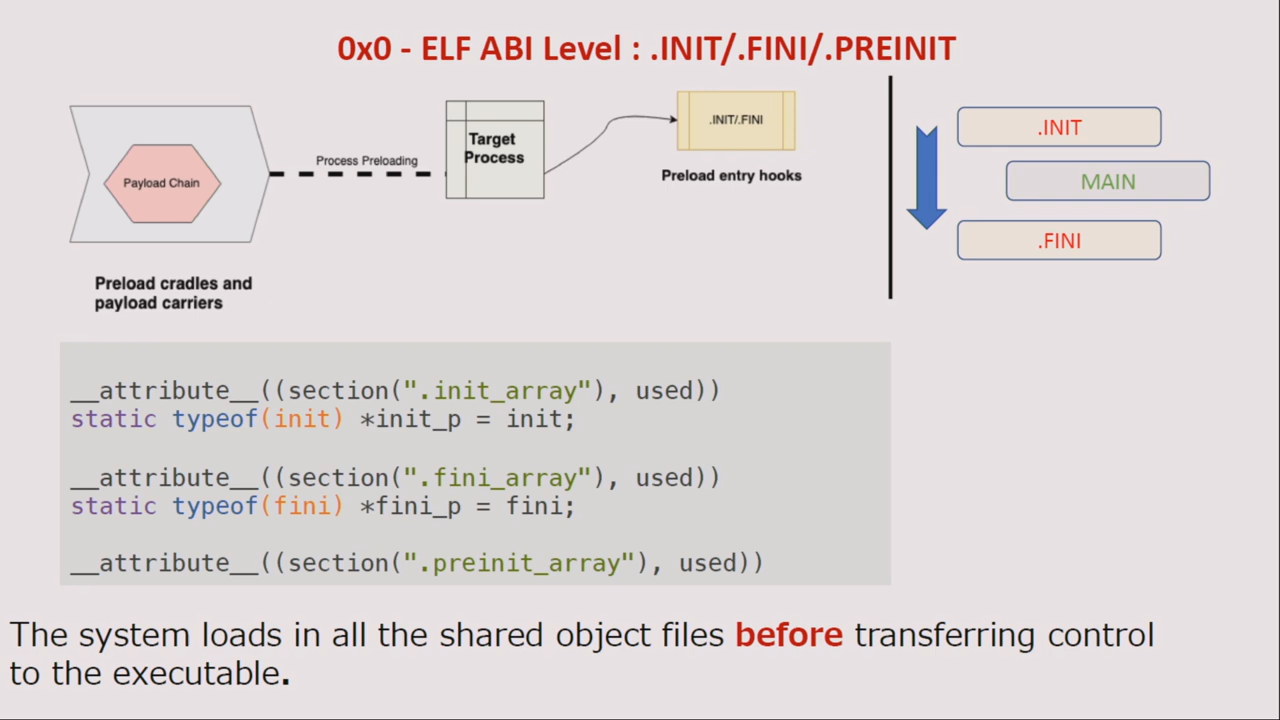 0x0 - ELF ABI Level : .INIT/.FINI/.PREINIT
Payload Chain
Preload cradles and
payload carriers
Process Preloading
Target
Process
.INIT/.FINI
Preload entry hooks
.INIT
MAIN
.FINI
__attribute__((section(".init_array"), used))
static typeof(init) *init_p = init;
__attribute__((section(".fini_array"), used))
static typeof(fini) *fini_p = fini;
__attribute__((section(".preinit_array"), used))
The system loads in all the shared object files before transferring control
to the executable.